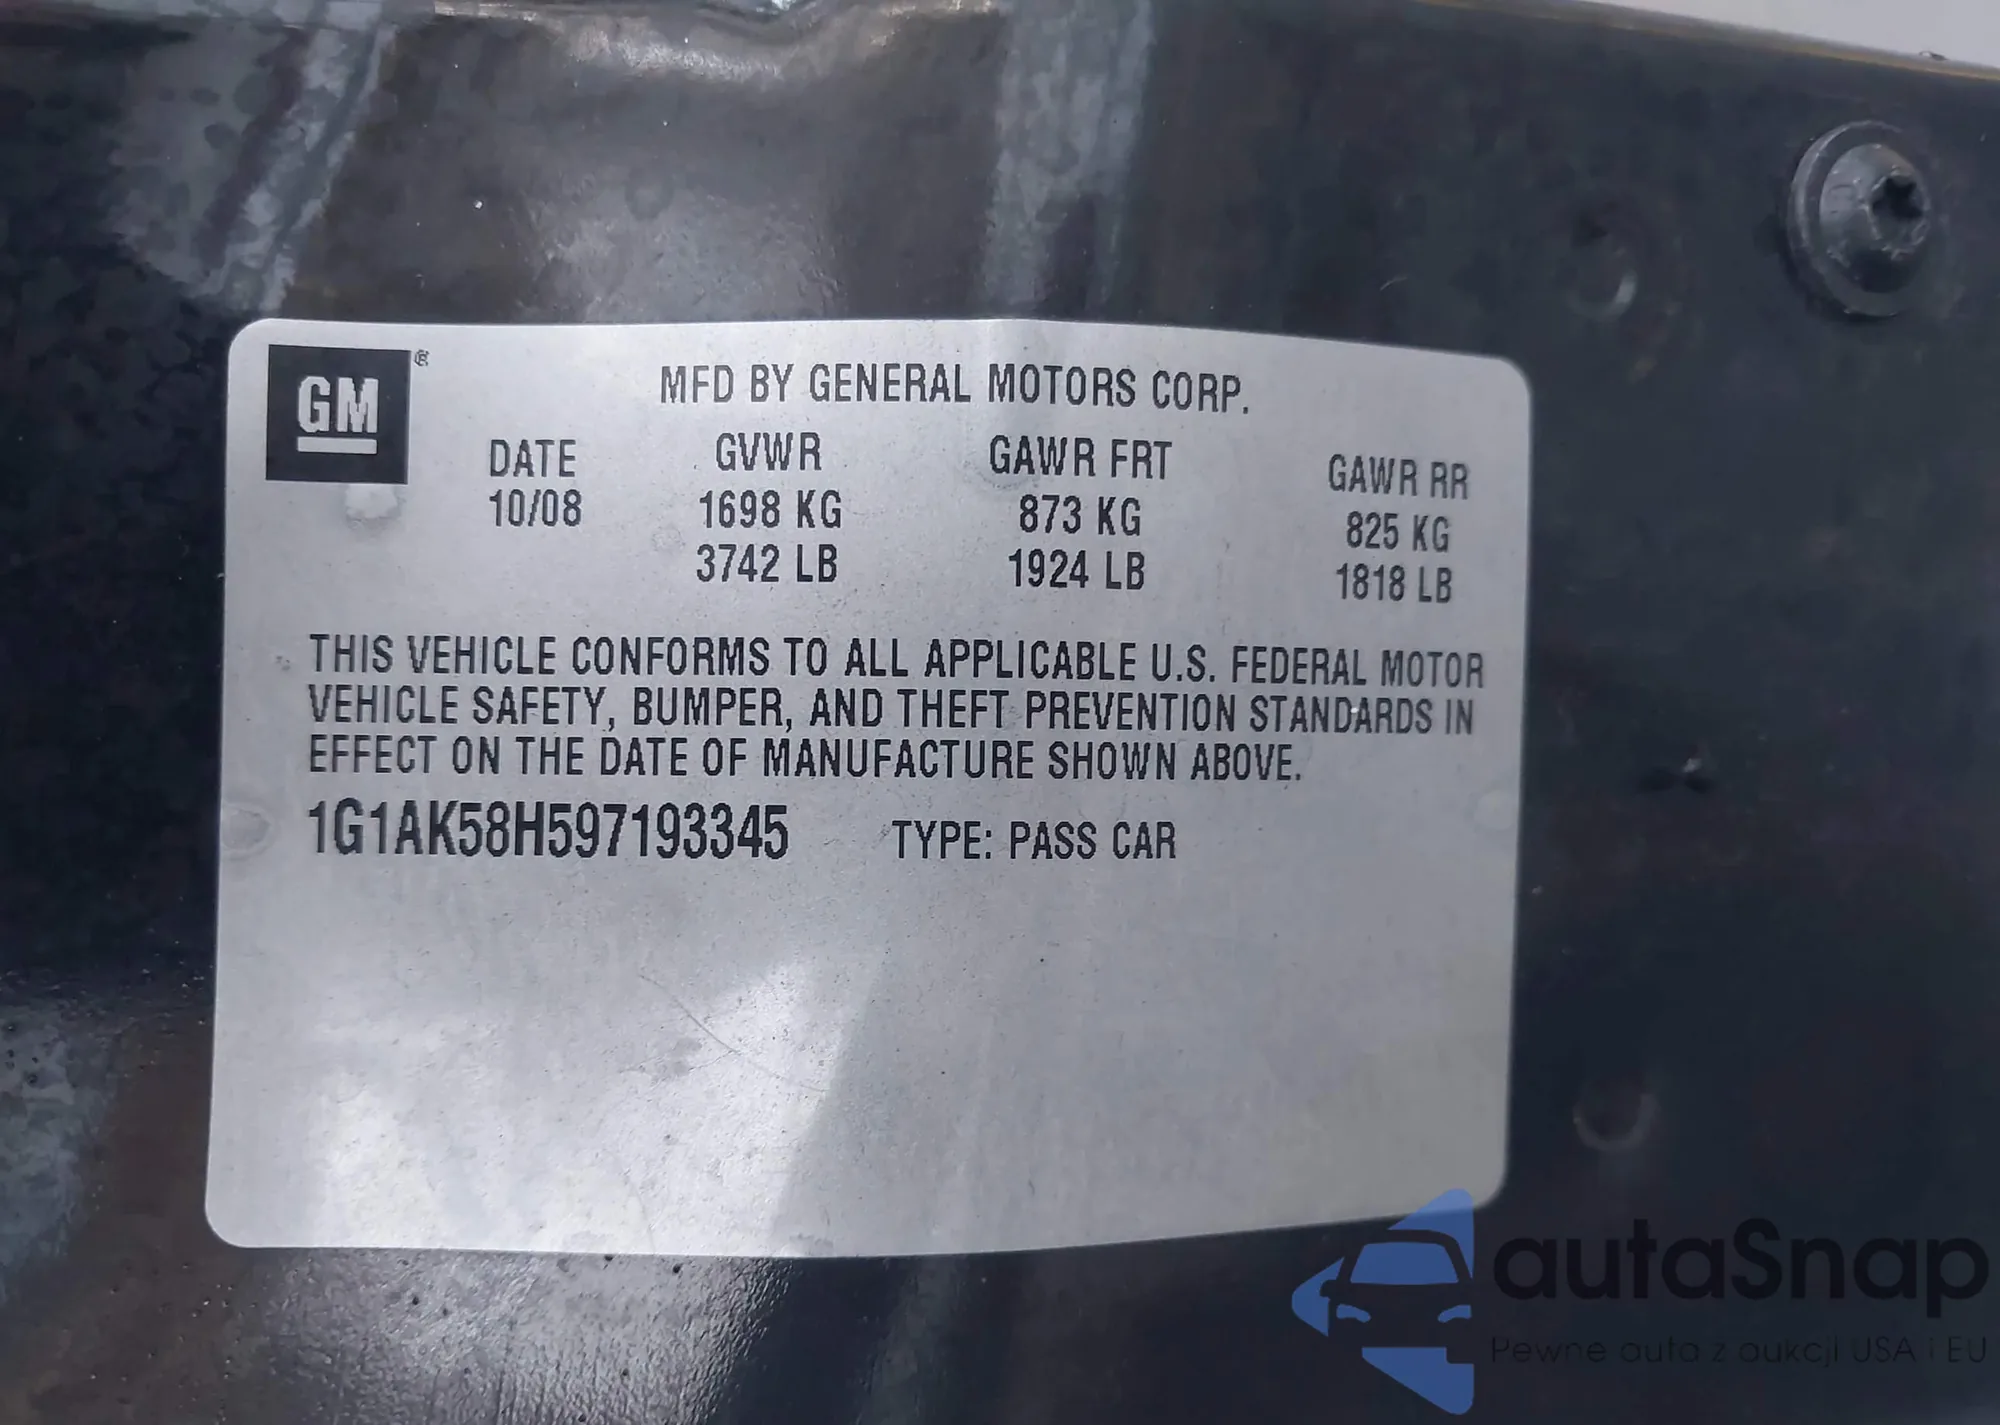 GM ®
MFD BY GENERAL MOTORS CORP.
DATE GVWR GAWR FRT GAWR RR
10/08 1698 KG 873 KG 825 KG
3742 LB 1924 LB 1818 LB
THIS VEHICLE CONFORMS TO ALL APPLICABLE U.S. FEDERAL MOTOR
VEHICLE SAFETY, BUMPER, AND THEFT PREVENTION STANDARDS IN
EFFECT ON THE DATE OF MANUFACTURE SHOWN ABOVE.
1G1AK58H597193345 TYPE: PASS CAR
autaSnap
Pewne auta z aukcji USA i EU